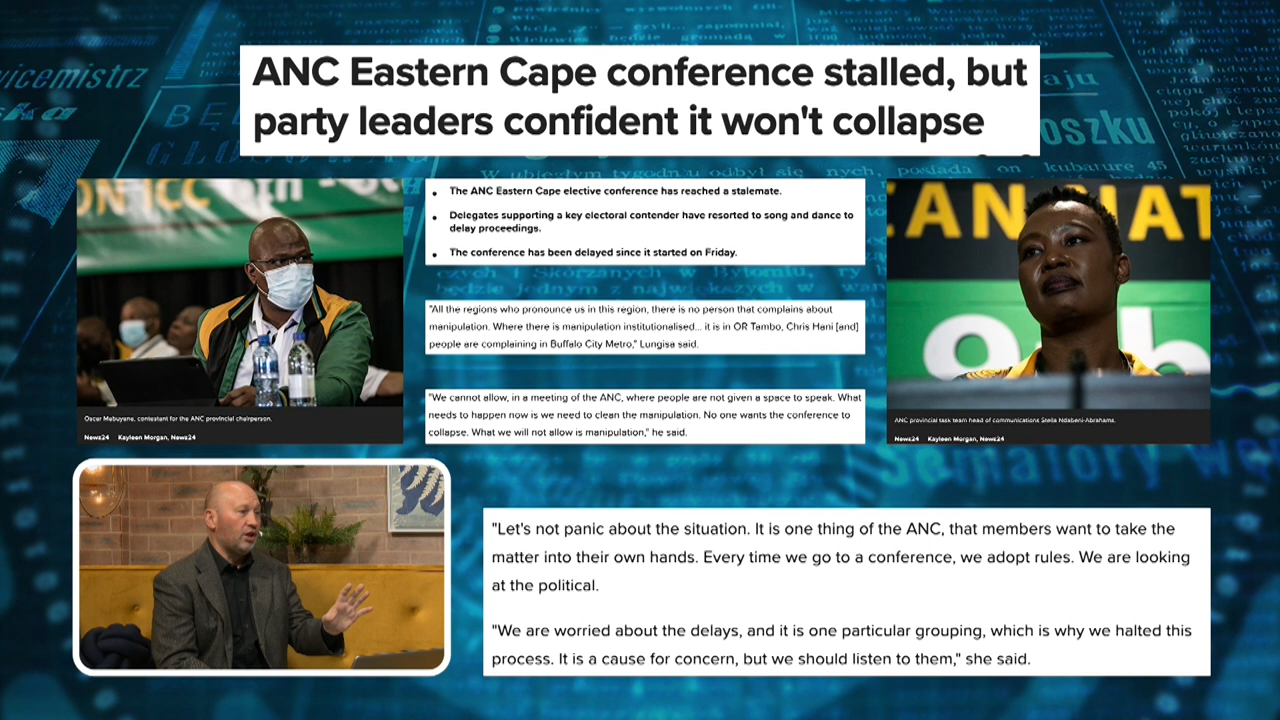 ANC Eastern Cape conference stalled, but
party leaders confident it won't collapse
ON ICC
CAN NAT
The ANC Eastern Cape elective conference has reached a stalemate.
Delegates supporting a key electoral contender have resorted to song and dance to
delay proceedings.
The conference has been delayed since it started on Friday.
"All the regions who pronounce us in this region, there is no person that complains about
manipulation. Where there is manipulation institutionalised... it is in OR Tambo, Chris Hani [and]
people are complaining in Buffalo City Metro," Lungisa said.
"We cannot allow, in a meeting of the ANC, where people are not given a space to speak. What
needs to happen now is we need to clean the manipulation. No one wants the conference to
collapse. What we will not allow is manipulation," he said.
Oscar Mabuyane, contestant for the ANC provincial chairperson.
News24 Kayleen Morgan, News24
9th
ANC provincial task team head of communications Stella Ndabeni-Abrahams.
News24 Kayleen Morgan, News24
"Let's not panic about the situation. It is one thing of the ANC, that members want to take the
matter into their own hands. Every time we go to a conference, we adopt rules. We are looking
at the political.
"We are worried about the delays, and it is one particular grouping, which is why we halted this
process. It is a cause for concern, but we should listen to them," she said.